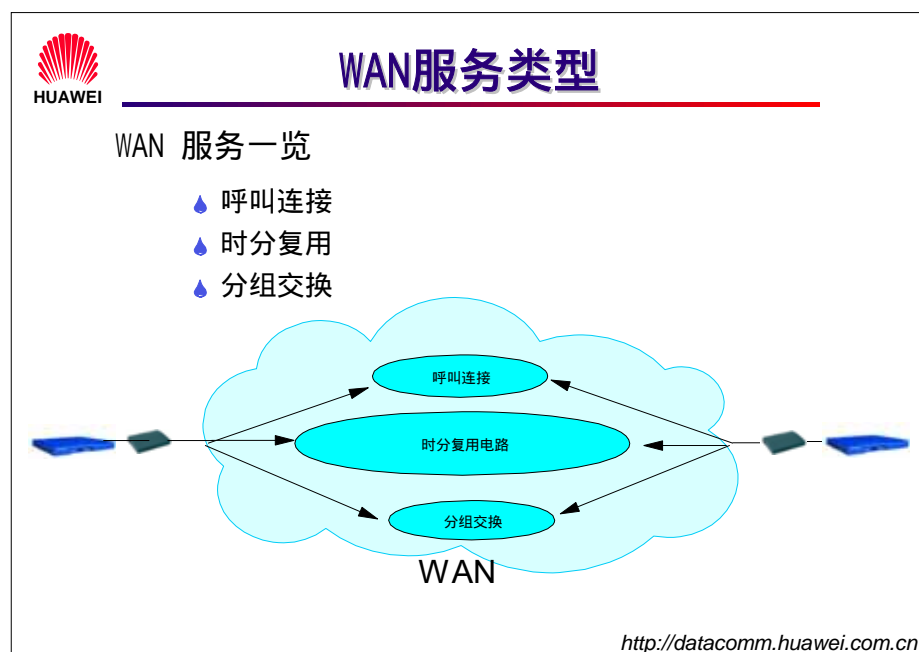 WAN服务类型
HUAWEI
WAN 服务一览
呼叫连接
时分复用
分组交换
呼叫连接
时分复用电路
分组交换
WAN
http://datacomm.huawei.com.cn